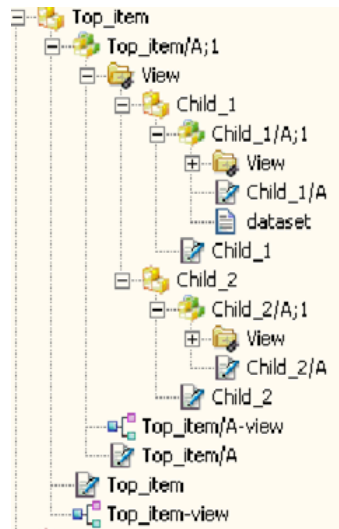 Top_item
Top_item/A;1
View
Child_1
Child_1/A;1
View
Child_1/A
dataset
Child_1
Child_2
Child_2/A;1
View
Child_2/A
Child_2
Top_item/A-view
Top_item/A
Top_item
Top_item-view